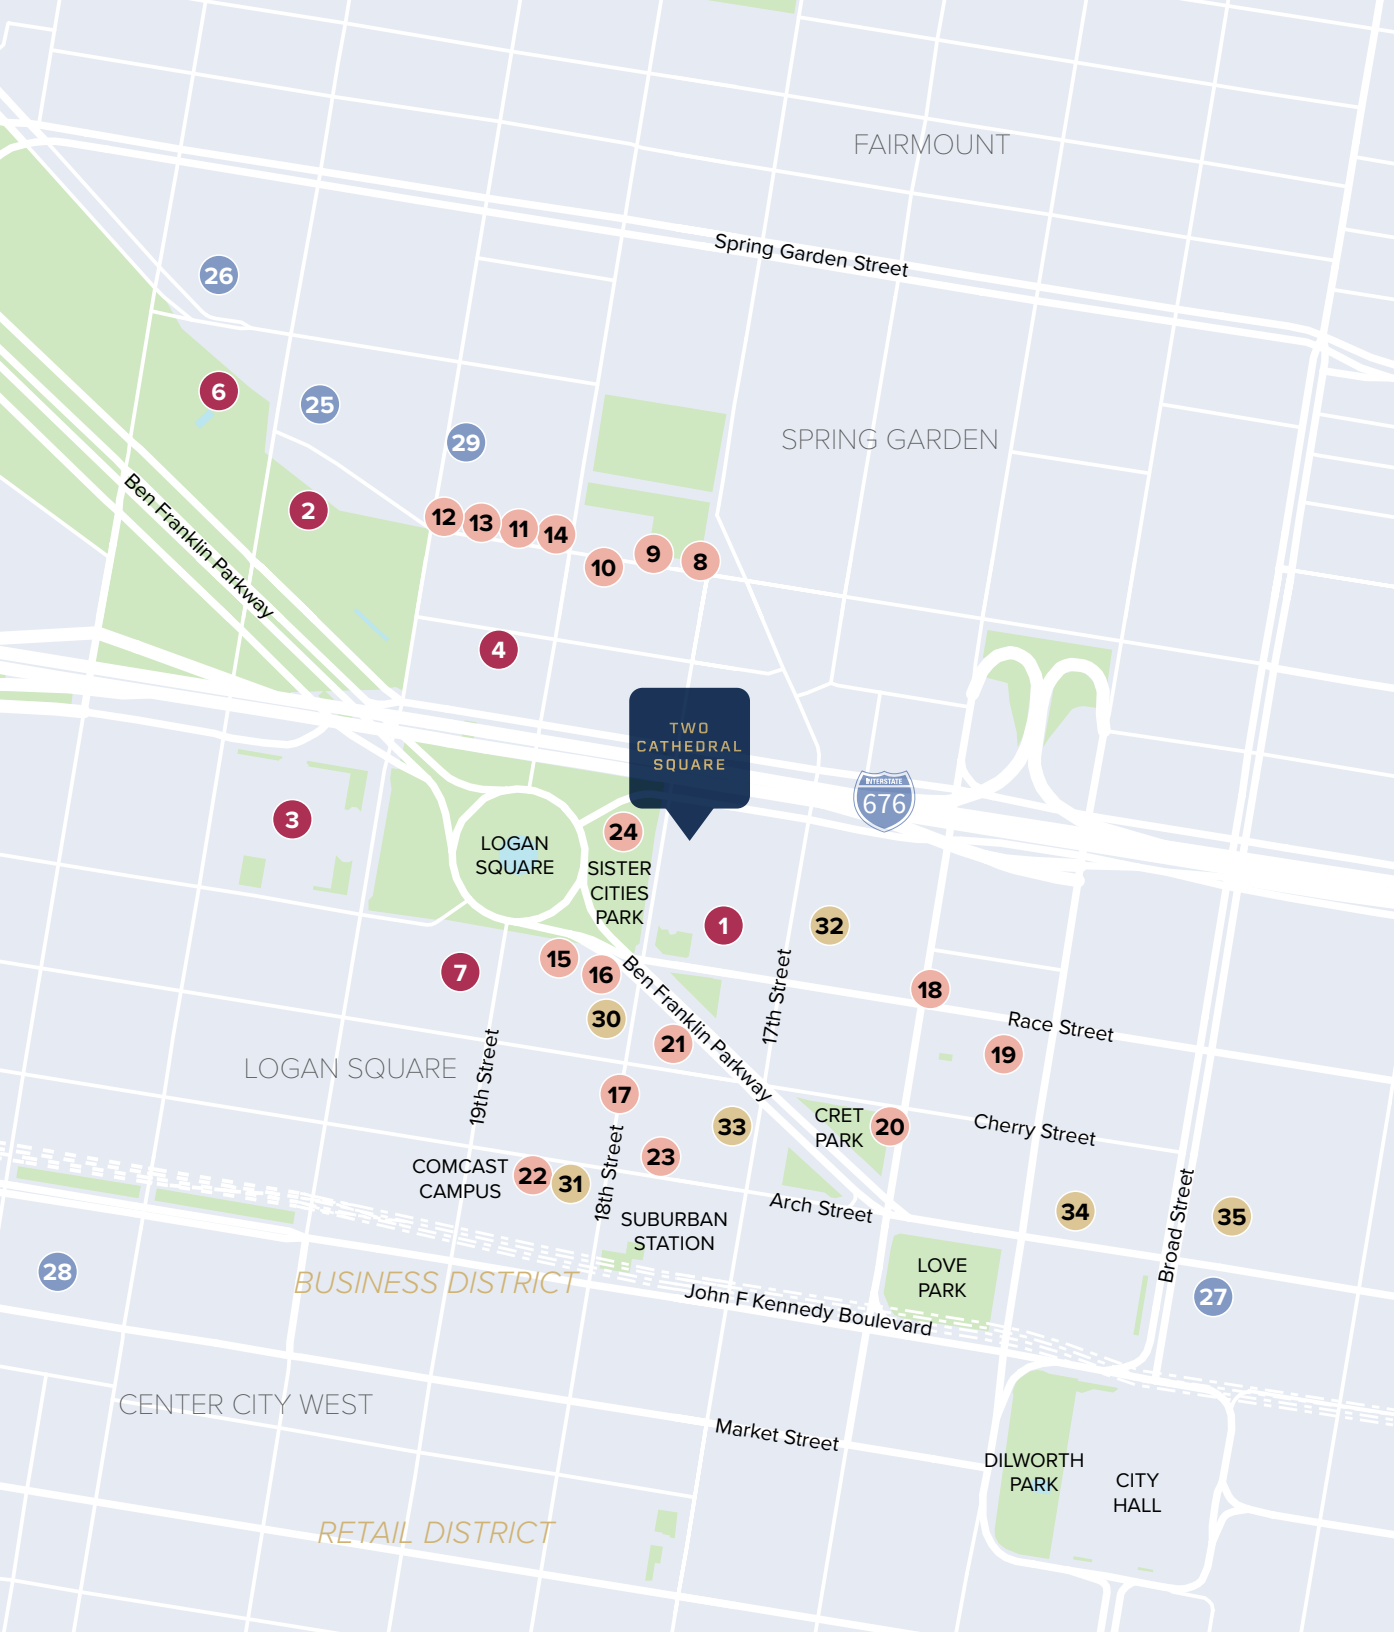 FAIRMOUNT
Spring Garden Street
26
6
25
29
SPRING GARDEN
2
Ben Franklin Parkway
12
13
11
14
10
9
8
4
TWO
CATHEDRAL
SQUARE
INTERSTATE
676
3
24
LOGAN
SQUARE
SISTER
CITIES
PARK
1
32
15
16
7
Ben Franklin Parkway
17th Street
18
30
21
Race Street
19
LOGAN SQUARE
19th Street
17
33
CRET
PARK
20
Cherry Street
18th Street
23
COMCAST
CAMPUS
22
31
Arch Street
SUBURBAN
STATION
34
35
Broad Street
28
BUSINESS DISTRICT
LOVE
PARK
27
John F Kennedy Boulevard
CENTER CITY WEST
Market Street
DILWORTH
PARK
CITY
HALL
RETAIL DISTRICT